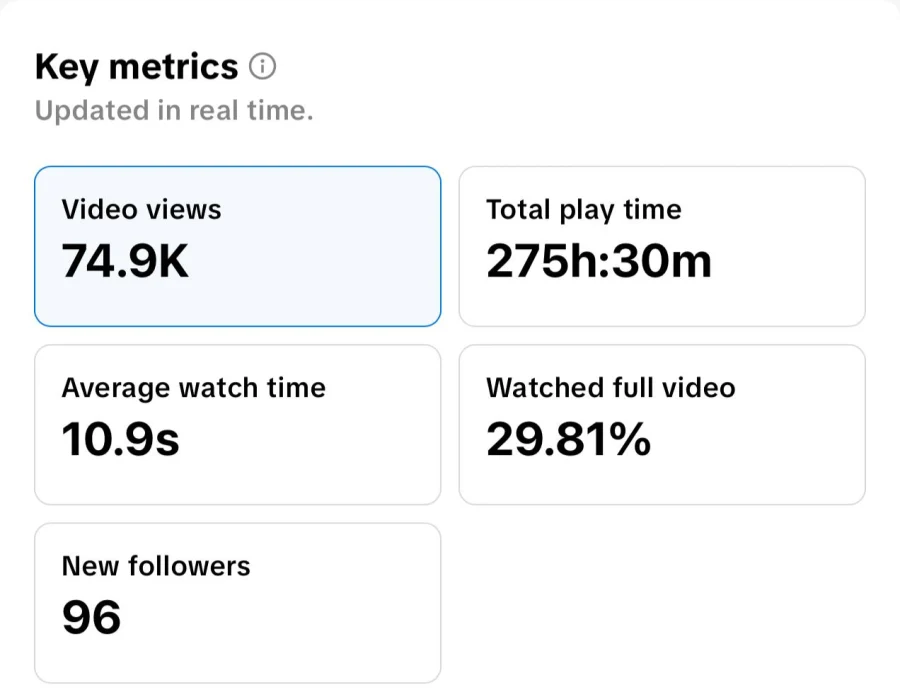 Key metrics
Updated in real time.
Video views
74.9K
Total play time
275h:30m
Average watch time
10.9s
Watched full video
29.81%
New followers
96